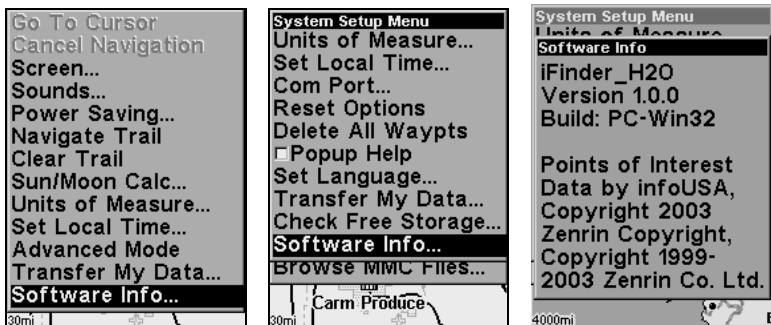 Go To Cursor
Cancel Navigation
Screen...
Sounds...
Power Saving...
Navigate Trail
Clear Trail
Sun/Moon Calc...
Units of Measure...
Set Local Time...
Advanced Mode
Transfer My Data...
Software Info...
30mi
System Setup Menu
Units of Measure...
Set Local Time...
Com Port...
Reset Options
Delete All Waypts
Popup Help
Set Language...
Transfer My Data...
Check Free Storage...
Software Info...
Browse MMC Files...
Carm Produce
30mi
System Setup Menu
Units of Measure
Software Info
iFinder_H2O
Version 1.0.0
Build: PC-Win32
Points of Interest
Data by infoUSA,
Copyright 2003
Zenrin Copyright,
Copyright 1999-
2003 Zenrin Co. Ltd.
4000mi